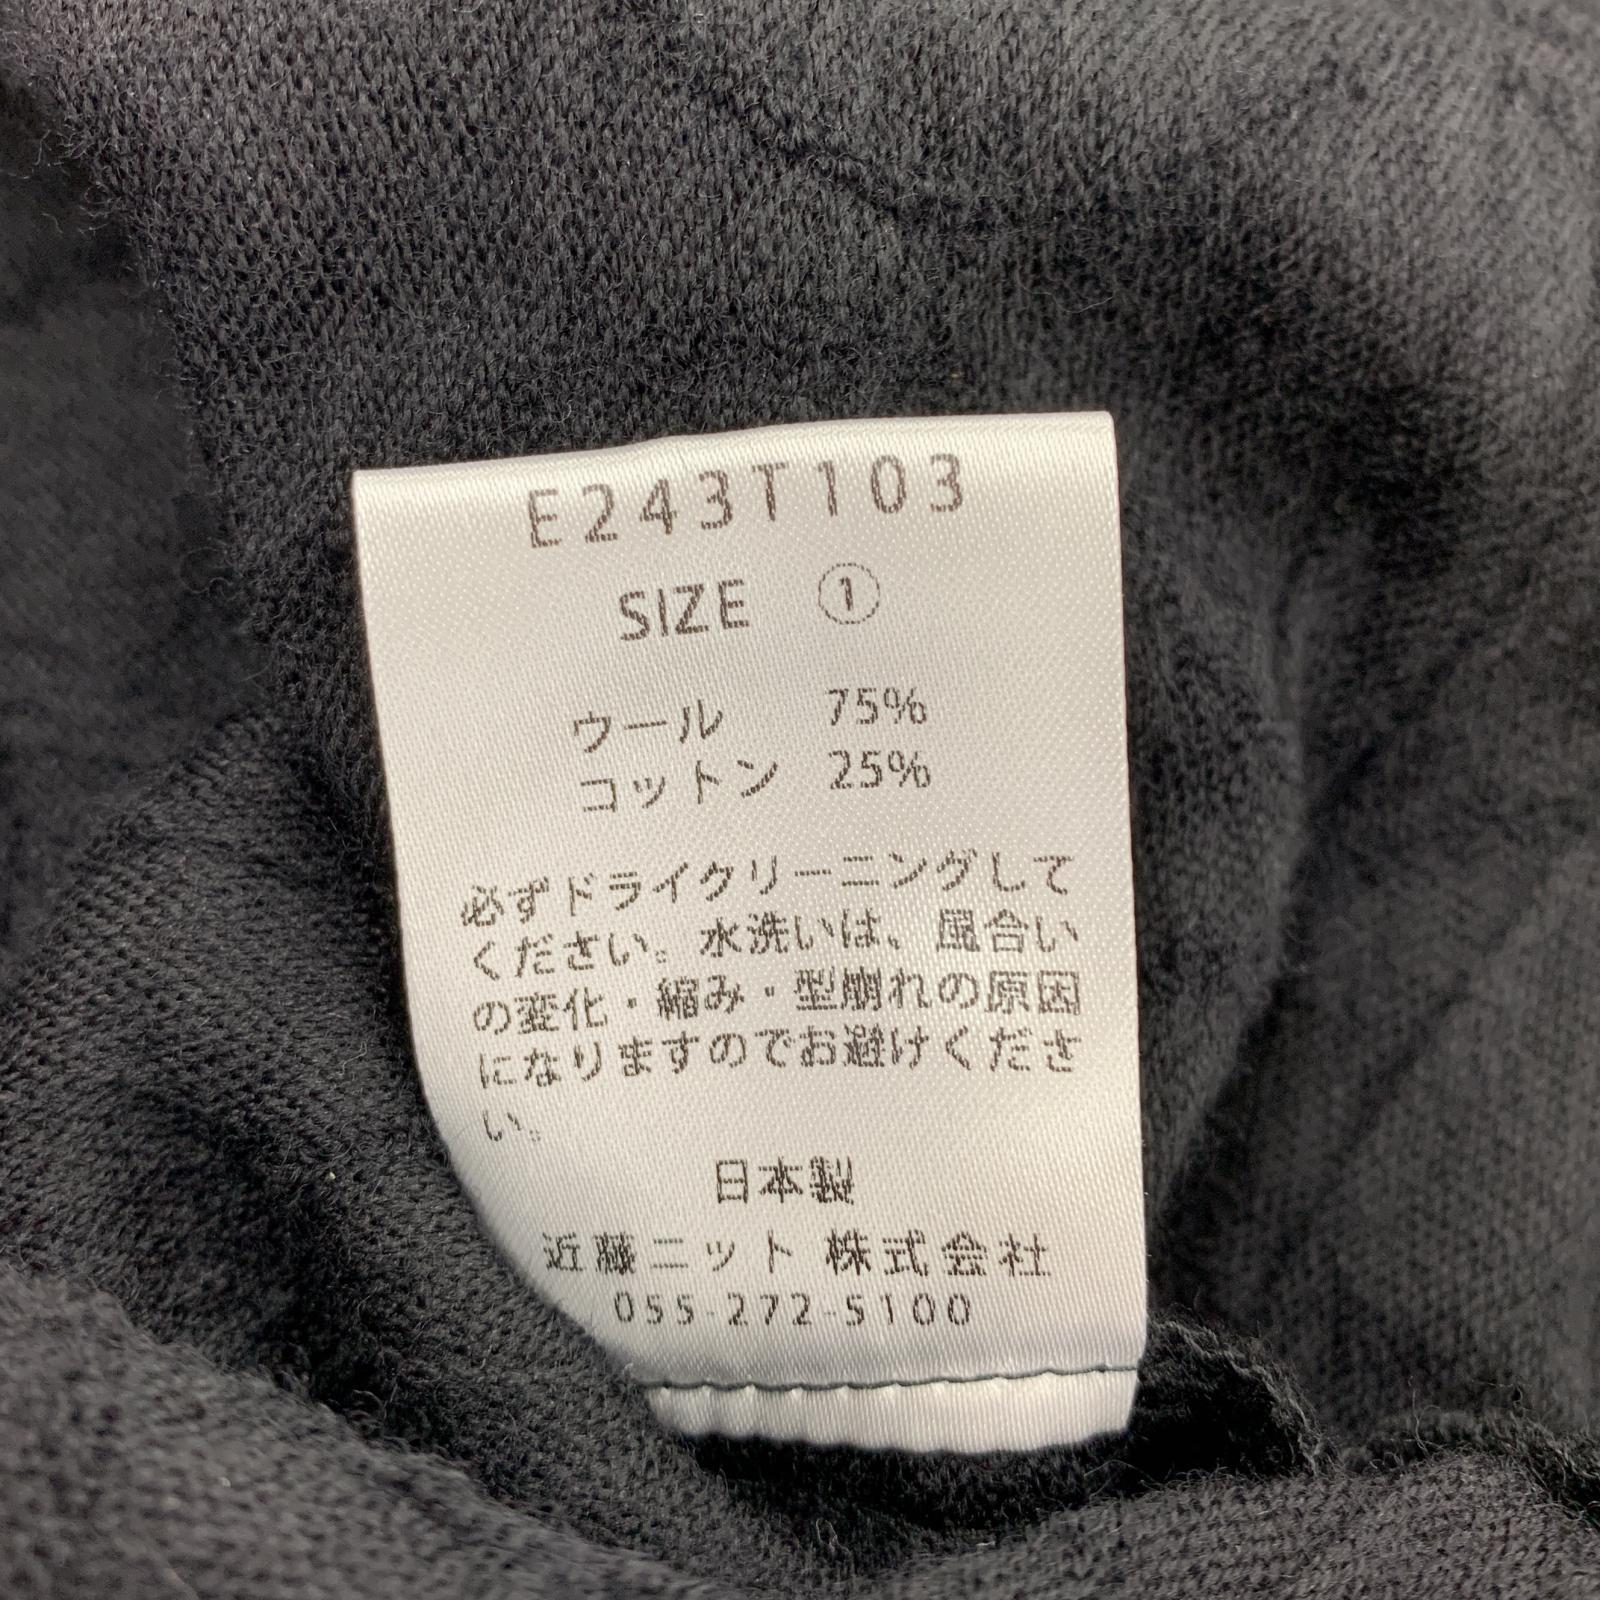 E243T103
SIZE ①
ウール 75%
コットン 25%
必ずドライクリーニングして
ください。水洗いは、風合い
の変化・縮み・型崩れの原因
になりますのでお避けくださ
い。
日本製
近藤ニット 株式会社
055-272-5100